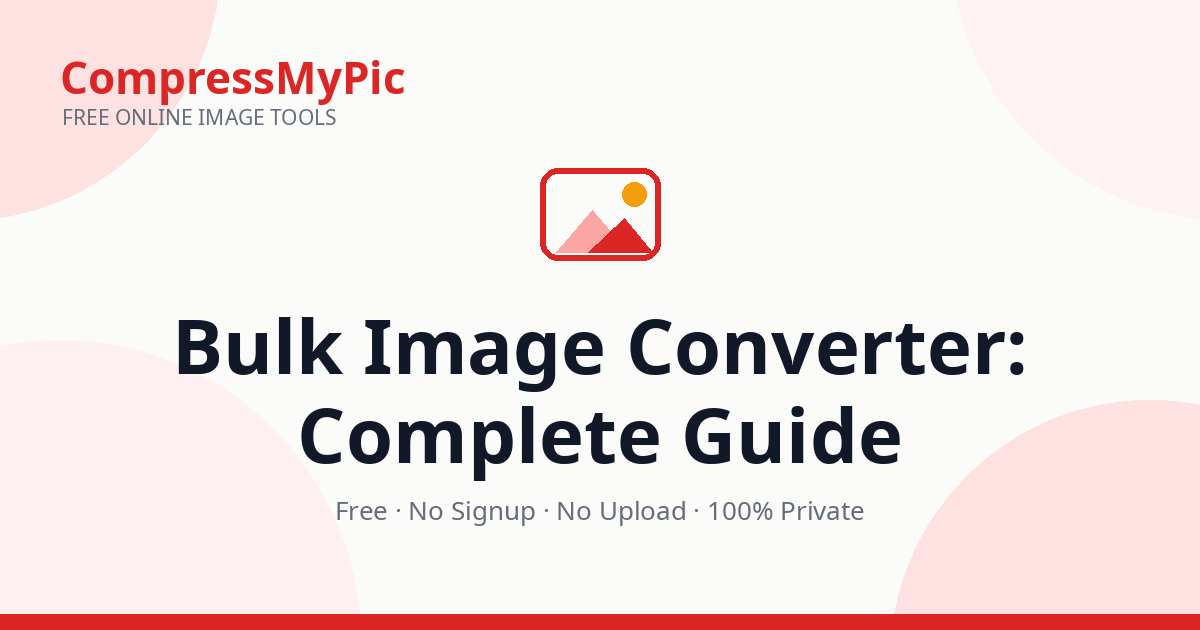 CompressMyPic
FREE ONLINE IMAGE TOOLS
Bulk Image Converter:
Complete Guide
Free · No Signup · No Upload · 100% Private